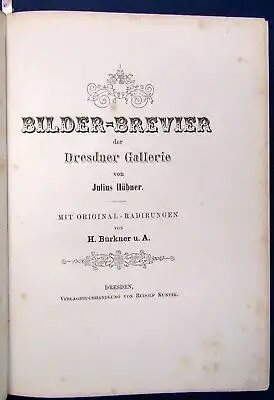 BILDER-BREVIER
der
Dresdner Gallerie
von
Julius Hübner.
MIT ORIGINAL-RADIRUNGEN
VON
H. Bürkner u. A.
DRESDEN,
VERLAGSBUCHHANDLUNG VON RUDOLF KUNTZE.